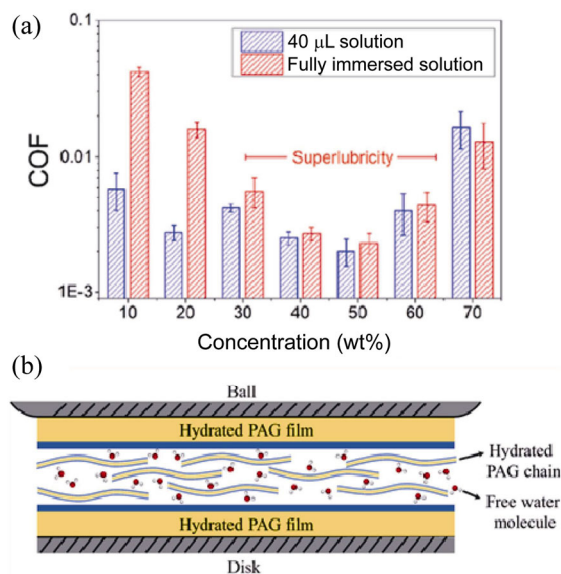 (a)
0.1
0.01
1E-3
COF
40 μL solution
Fully immersed solution
Superlubricity
10 20 30 40 50 60 70
Concentration (wt%)
(b)
Ball
Hydrated PAG film
Hydrated
PAG chain
Free water
molecule
Hydrated PAG film
Disk